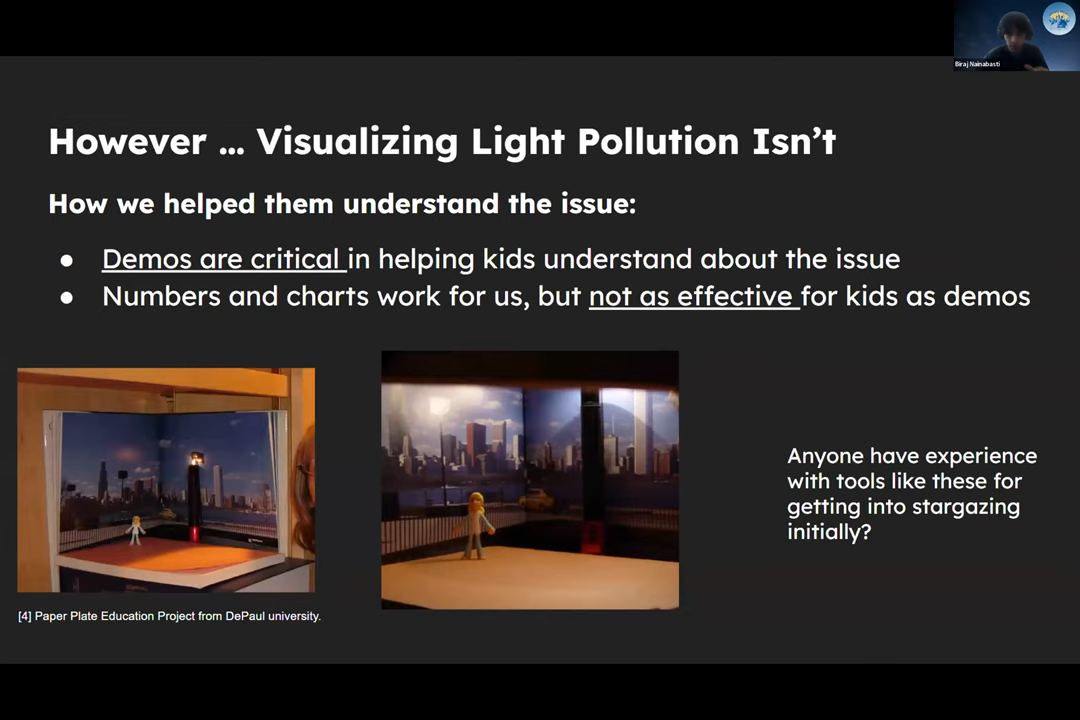 Biraj Nainabasti
However ... Visualizing Light Pollution Isn't
How we helped them understand the issue:
● Demos are critical in helping kids understand about the issue
● Numbers and charts work for us, but not as effective for kids as demos
Anyone have experience
with tools like these for
getting into stargazing
initially?
[4] Paper Plate Education Project from DePaul university.